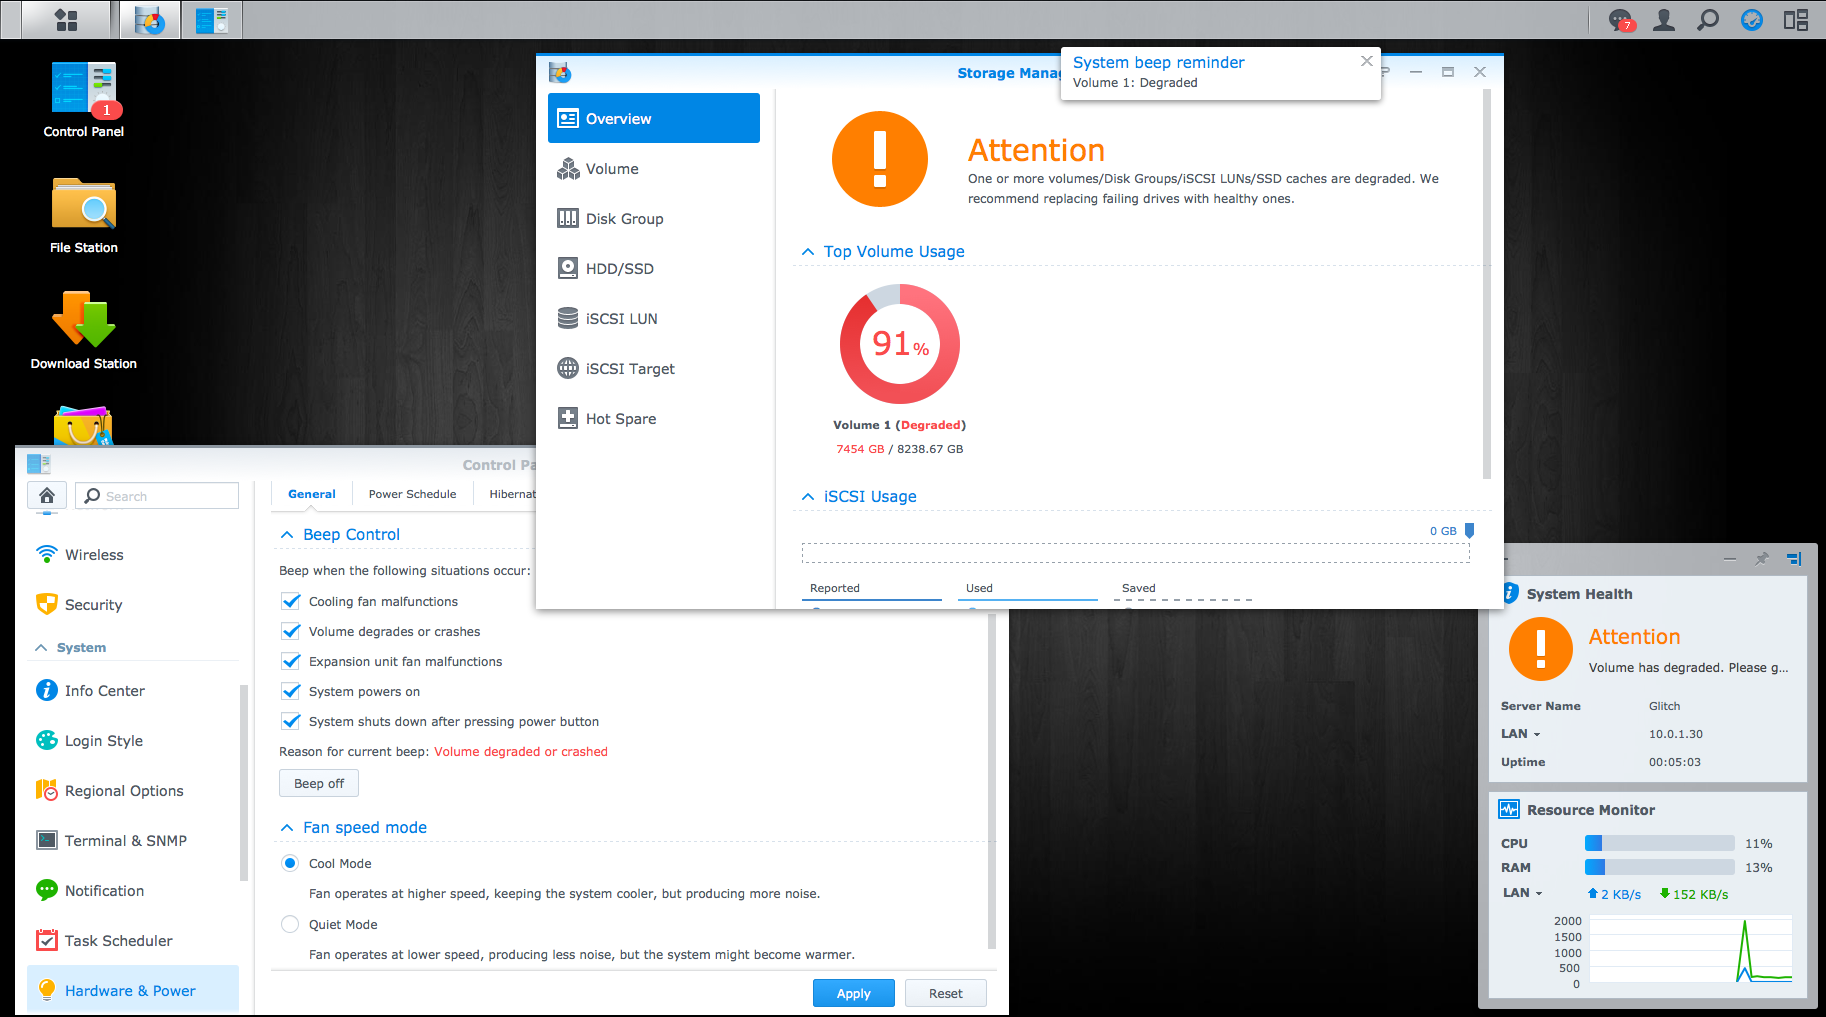 7
Control Panel
1
File Station
Download Station
Storage Mana
System beep reminder
Volume 1: Degraded
Overview
Volume
Disk Group
HDD/SSD
iSCSI LUN
iSCSI Target
Hot Spare
Attention
One or more volumes/Disk Groups/iSCSI LUNs/SSD caches are degraded. We
recommend replacing failing drives with healthy ones.
Top Volume Usage
91%
Volume 1 (Degraded)
7454 GB / 8238.67 GB
iSCSI Usage
0 GB
Reported
Used
Saved
Control Pa
Search
Wireless
Security
System
Info Center
Login Style
Regional Options
Terminal & SNMP
Notification
Task Scheduler
Hardware & Power
General
Power Schedule
Hibernat
Beep Control
Beep when the following situations occur:
Cooling fan malfunctions
Volume degrades or crashes
Expansion unit fan malfunctions
System powers on
System shuts down after pressing power button
Reason for current beep: Volume degraded or crashed
Beep off
Fan speed mode
Cool Mode
Fan operates at higher speed, keeping the system cooler, but producing more noise.
Quiet Mode
Fan operates at lower speed, producing less noise, but the system might become warmer.
Apply
Reset
System Health
Attention
Volume has degraded. Please g...
Server Name Glitch
LAN 10.0.1.30
Uptime 00:05:03
Resource Monitor
CPU 11%
RAM 13%
LAN 2 KB/s 152 KB/s
2000
1500
1000
500
0